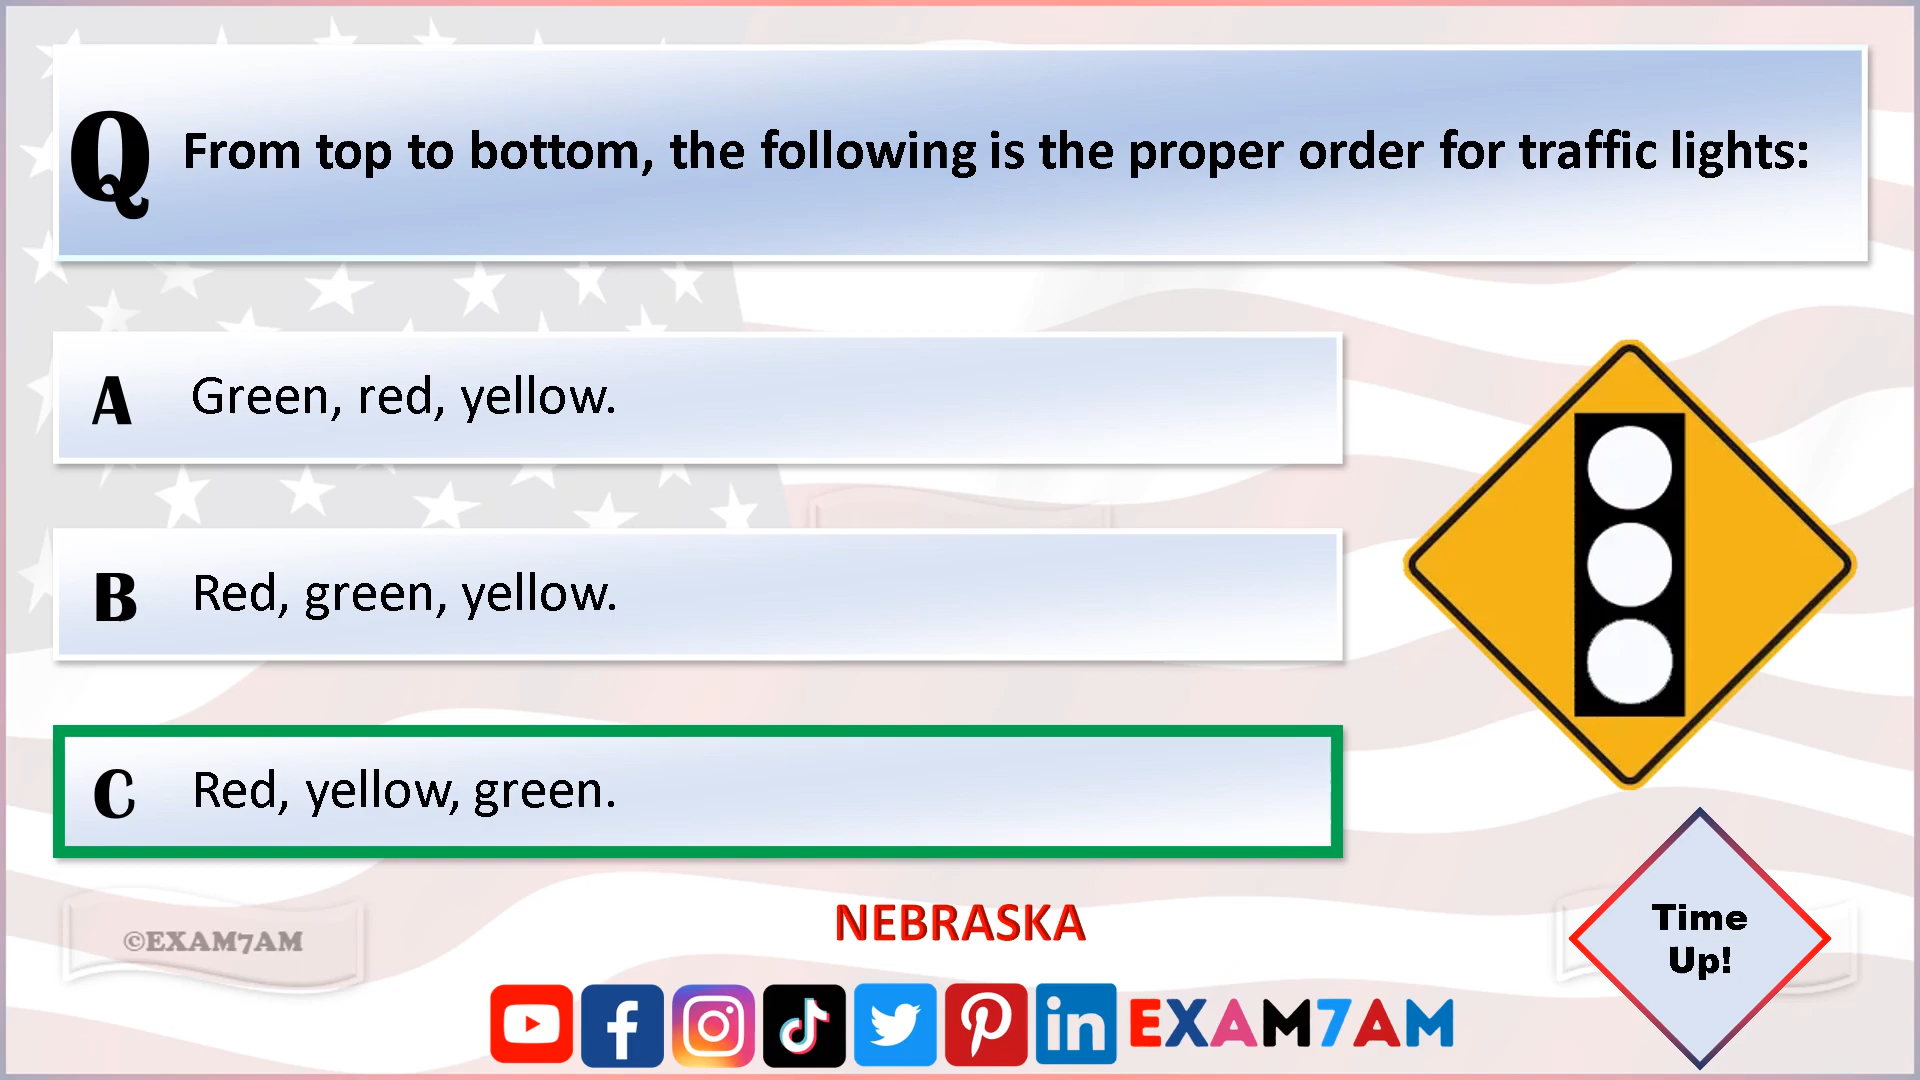 Q From top to bottom, the following is the proper order for traffic lights:
A Green, red, yellow.
B Red, green, yellow.
C Red, yellow, green.
©EXAM7AM
NEBRASKA
Time
Up!
in EXAM7AM